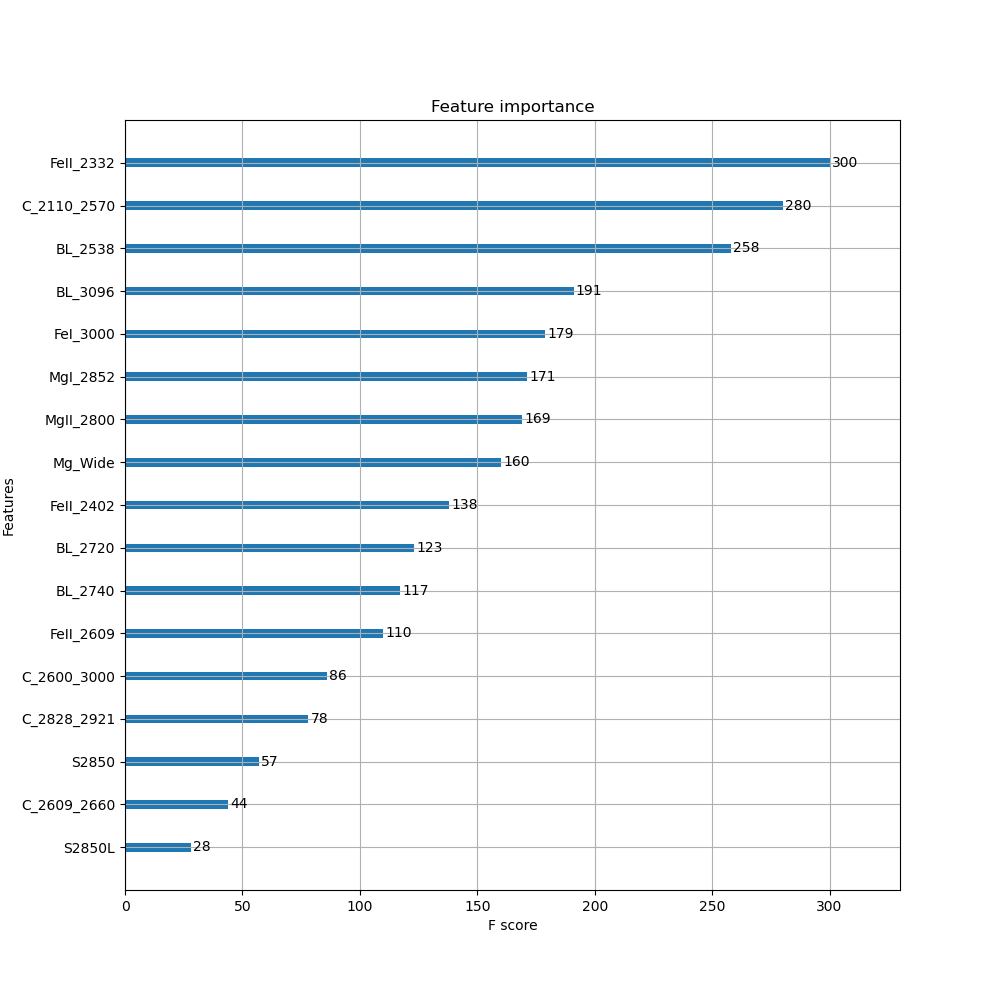 Feature importance
FeII_2332
300
C_2110_2570
280
BL_2538
258
BL_3096
191
FeI_3000
179
MgI_2852
171
MgII_2800
169
Mg_Wide
160
FeII_2402
138
BL_2720
123
BL_2740
117
FeII_2609
110
C_2600_3000
86
C_2828_2921
78
S2850
57
C_2609_2660
44
S2850L
28
Features
0 50 100 150 200 250 300
F score